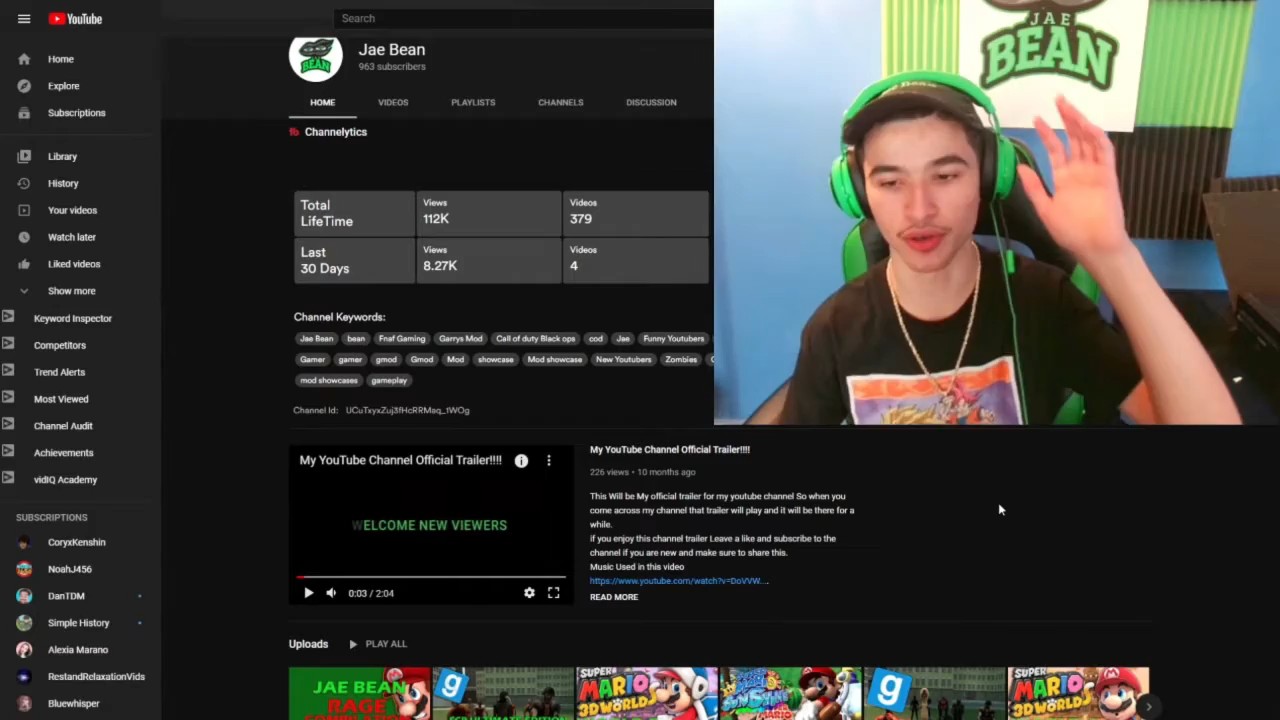 YouTube
Search
Home
Explore
Subscriptions
Library
History
Your videos
Watch later
Liked videos
Show more
Keyword Inspector
Competitors
Trend Alerts
Most Viewed
Channel Audit
Achievements
vidIQ Academy
SUBSCRIPTIONS
CoryxKenshin
NoahJ456
DanTDM
Simple History
Alexia Marano
RestandRelaxationVids
Bluewhisper
BEAN
Jae Bean
963 subscribers
HOME VIDEOS PLAYLISTS CHANNELS DISCUSSION
Channelytics
Total LifeTime
Views
112K
Videos
379
Last 30 Days
Views
8.27K
Videos
4
Channel Keywords:
Jae Bean bean Fnaf Gaming Garrys Mod Call of duty Black ops cod Jae Funny Youtubers
Gamer gamer gmod Gmod Mod showcase Mod showcase New Youtubers Zombies
mod showcases gameplay
Channel Id:
My YouTube Channel Official Trailer!!!!
WELCOME NEW VIEWERS
0:03 / 2:04
My YouTube Channel Official Trailer!!!!
226 views • 10 months ago
This Will be My official trailer for my youtube channel So when you
come across my channel that trailer will play and it will be there for a
while.
if you enjoy this channel trailer Leave a like and subscribe to the
channel if you are new and make sure to share this.
Music Used in this video
https://www.youtube.com/watch?v=DoVVW...
READ MORE
Uploads PLAY ALL
JAE BEAN
RAGE
SUPER
MARIO
3D WORLD
SUPER
MARIO
3D WORLD
JAE
BEAN